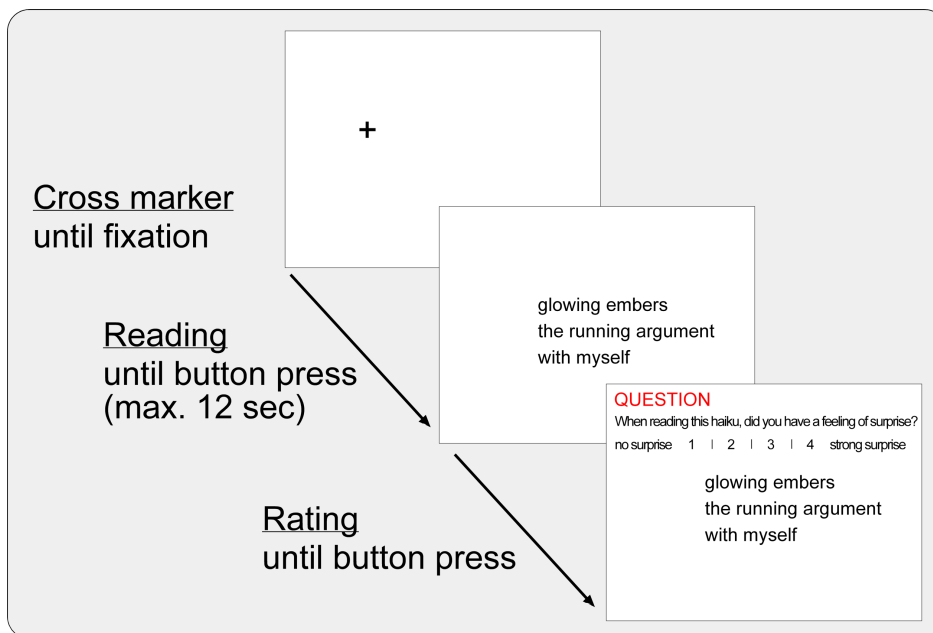 +
Cross marker
until fixation
glowing embers
the running argument
with myself
Reading
until button press
(max. 12 sec)
QUESTION
When reading this haiku, did you have a feeling of surprise?
no surprise 1 | 2 | 3 | 4 strong surprise
glowing embers
the running argument
with myself
Rating
until button press